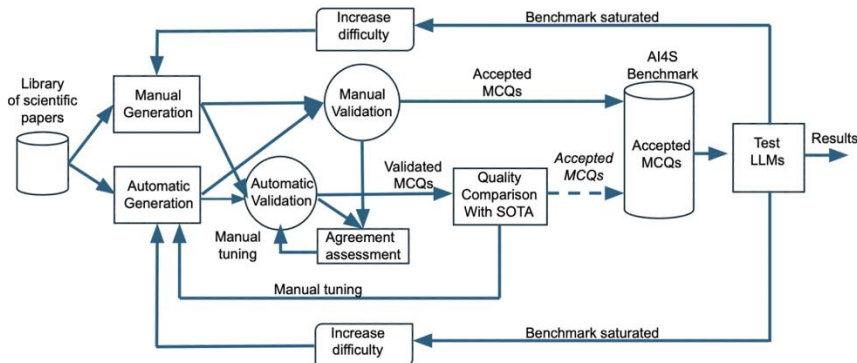 Increase
difficulty
Benchmark saturated
Library
of scientific
papers
Manual
Generation
Manual
Validation
Accepted
MCQs
AI4S
Benchmark
Accepted
MCQs
Test
LLMs
Results
Automatic
Generation
Automatic
Validation
Validated
MCQs
Quality
Comparison
With SOTA
Accepted
MCQs
Manual
tuning
Agreement
assessment
Manual tuning
Increase
difficulty
Benchmark saturated